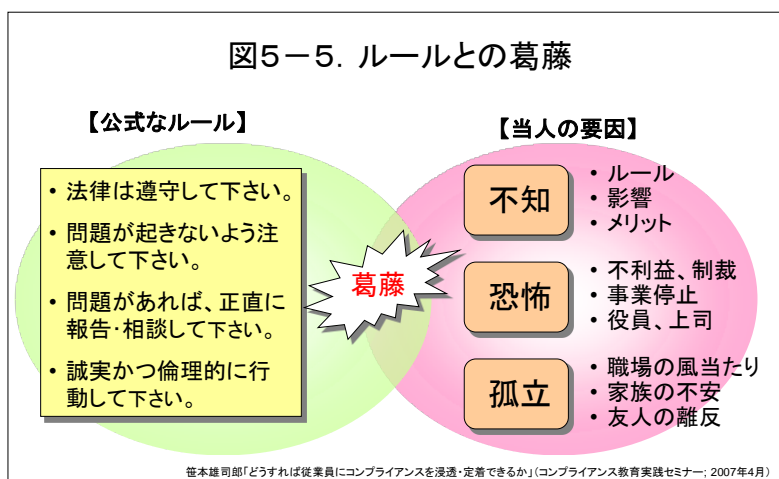 図5－5．ルールとの葛藤
【公式なルール】
・法律は遵守して下さい。
・問題が起きないよう注
意して下さい。
・問題があれば、正直に
報告・相談して下さい。
・誠実かつ倫理的に行
動して下さい。
葛藤
【当人の要因】
不知
・ルール
・影響
・メリット
恐怖
・不利益、制裁
・事業停止
・役員、上司
孤立
・職場の風当たり
・家族の不安
・友人の離反
笹本雄司郎「どうすれば従業員にコンプライアンスを浸透・定着できるか」（コンプライアンス教育実践セミナー; 2007年4月）